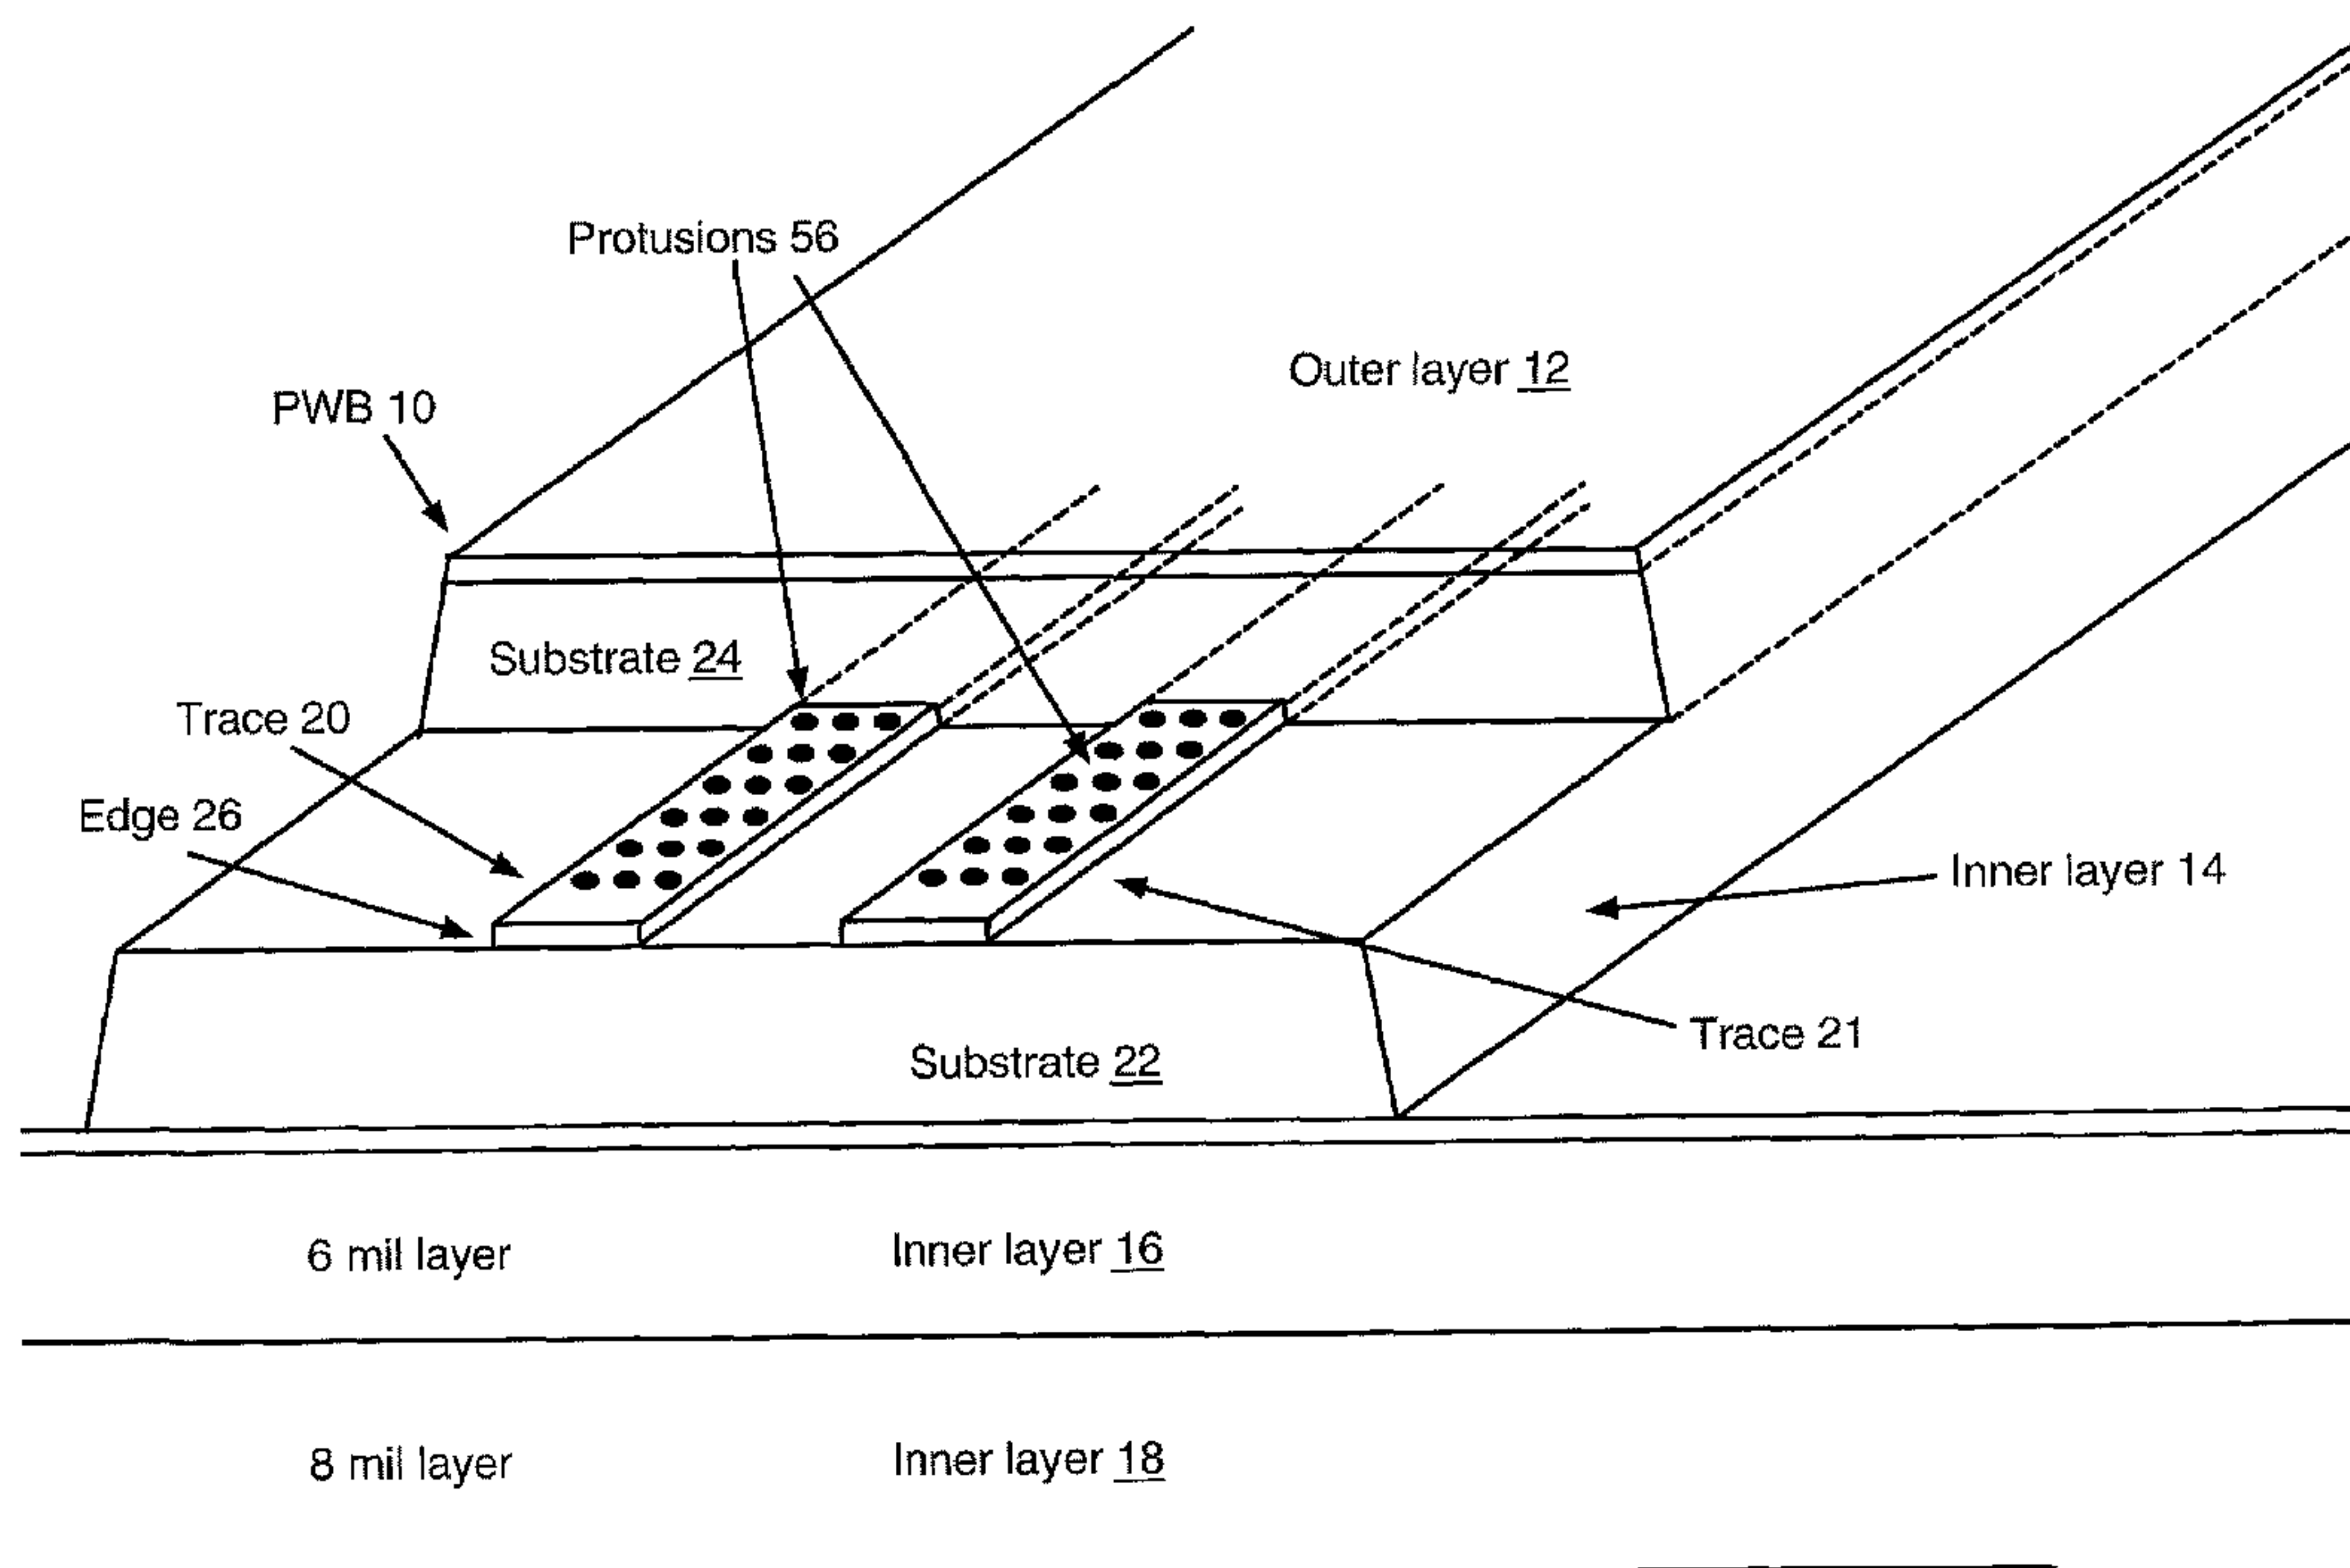 Protusions 56
Outer layer 12
PWB 10
Substrate 24
Trace 20
Edge 26
Inner layer 14
Trace 21
Substrate 22
6 mil layer
Inner layer 16
8 mil layer
Inner layer 18